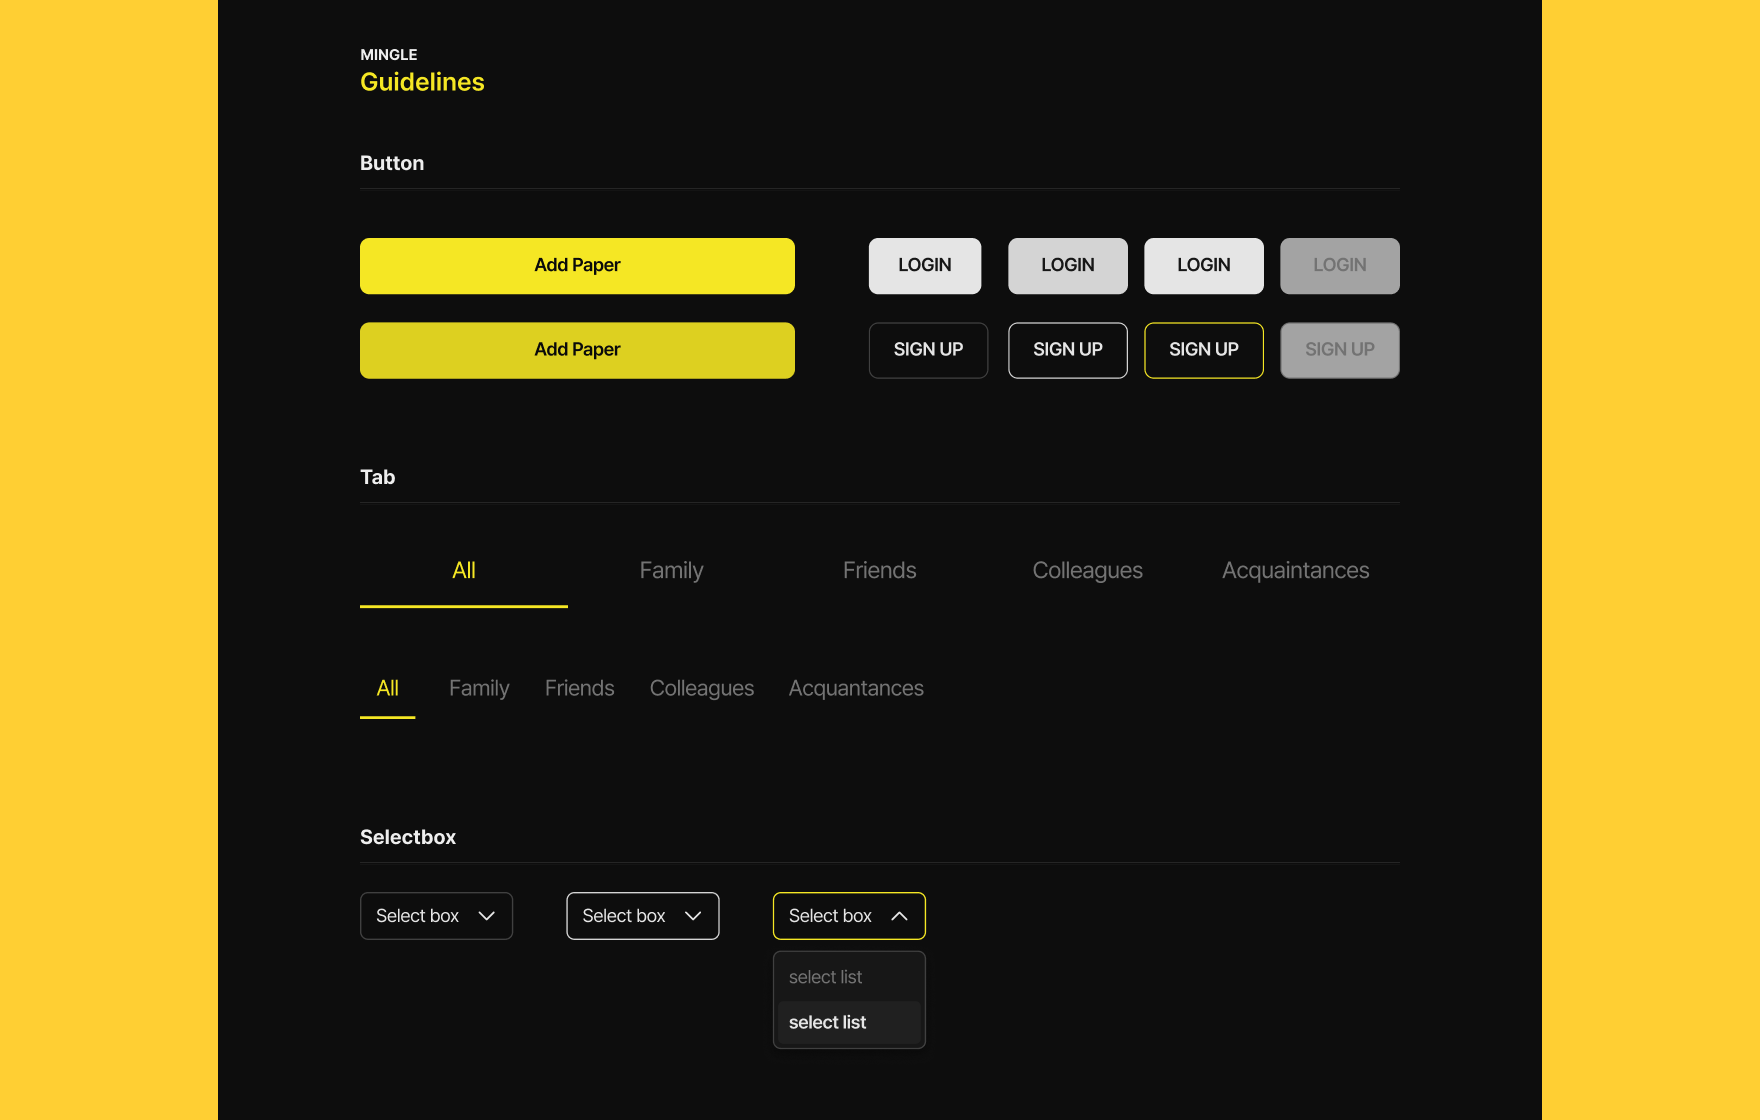 MINGLE
Guidelines
Button
Add Paper
LOGIN LOGIN LOGIN LOGIN
Add Paper
SIGN UP SIGN UP SIGN UP SIGN UP
Tab
All Family Friends Colleagues Acquaintances
All Family Friends Colleagues Acquantances
Selectbox
Select box Select box Select box
select list
select list